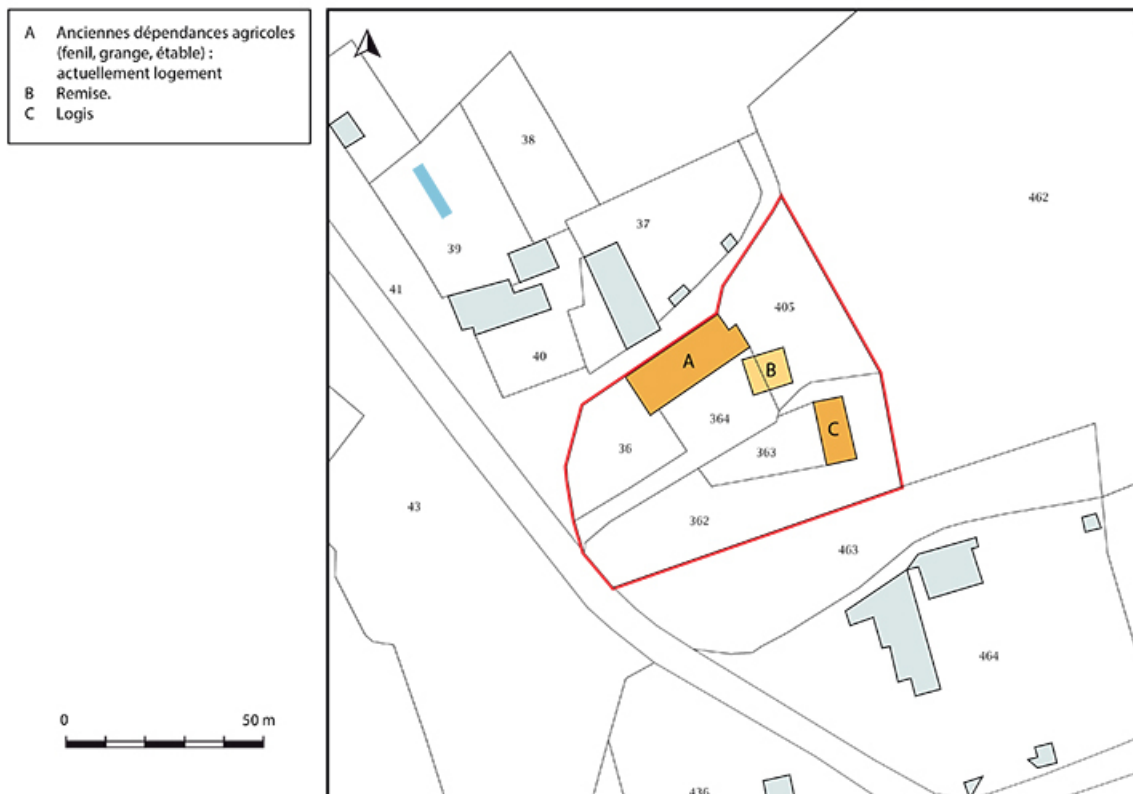 A Anciennes dépendances agricoles
(fenil, grange, étable) :
actuellement logement
B Remise.
C Logis
38
462
37
39
41
405
40
A
B
364
C
36
363
43
362
463
464
0 50 m
436